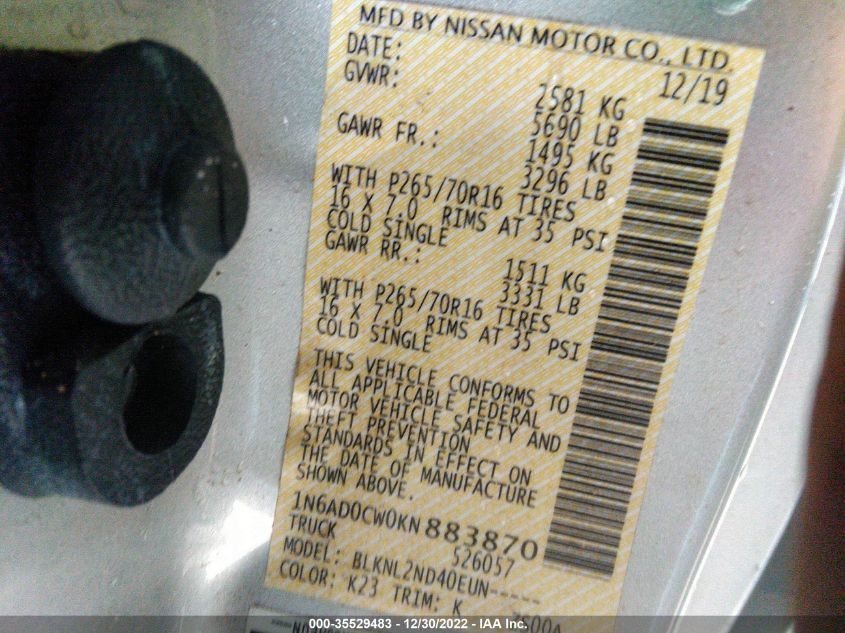 MFD BY NISSAN MOTOR CO., LTD.
DATE: 12/19
GVWR: 2581 KG
5690 LB
GAWR FR.: 1495 KG
3296 LB
WITH P265/70R16 TIRES
16 X 7.0 RIMS AT 35 PSI
COLD SINGLE
GAWR RR.: 1511 KG
3331 LB
WITH P265/70R16 TIRES
16 X 7.0 RIMS AT 35 PSI
COLD SINGLE
THIS VEHICLE CONFORMS TO
ALL APPLICABLE FEDERAL
MOTOR VEHICLE SAFETY AND
THEFT PREVENTION
STANDARDS IN EFFECT ON
THE DATE OF MANUFACTURE
SHOWN ABOVE.
1N6AD0CW0KN883870
TRUCK 526057
MODEL: BLKNL2ND40EUN-----
COLOR: K23 TRIM: K
000-35529483 - 12/30/2022 - IAA Inc.